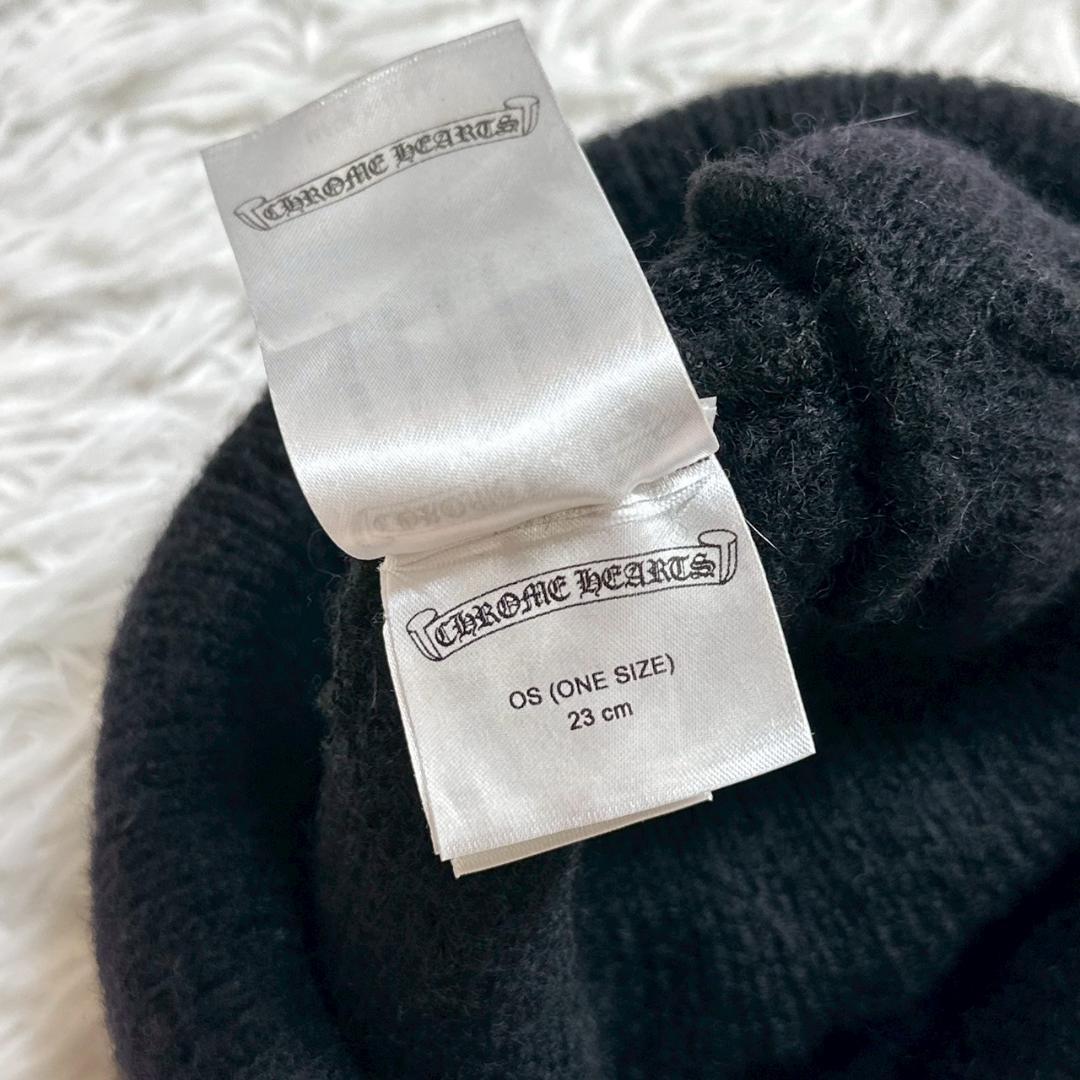 CHROME HEARTS
CHROME HEARTS
OS (ONE SIZE)
23 cm